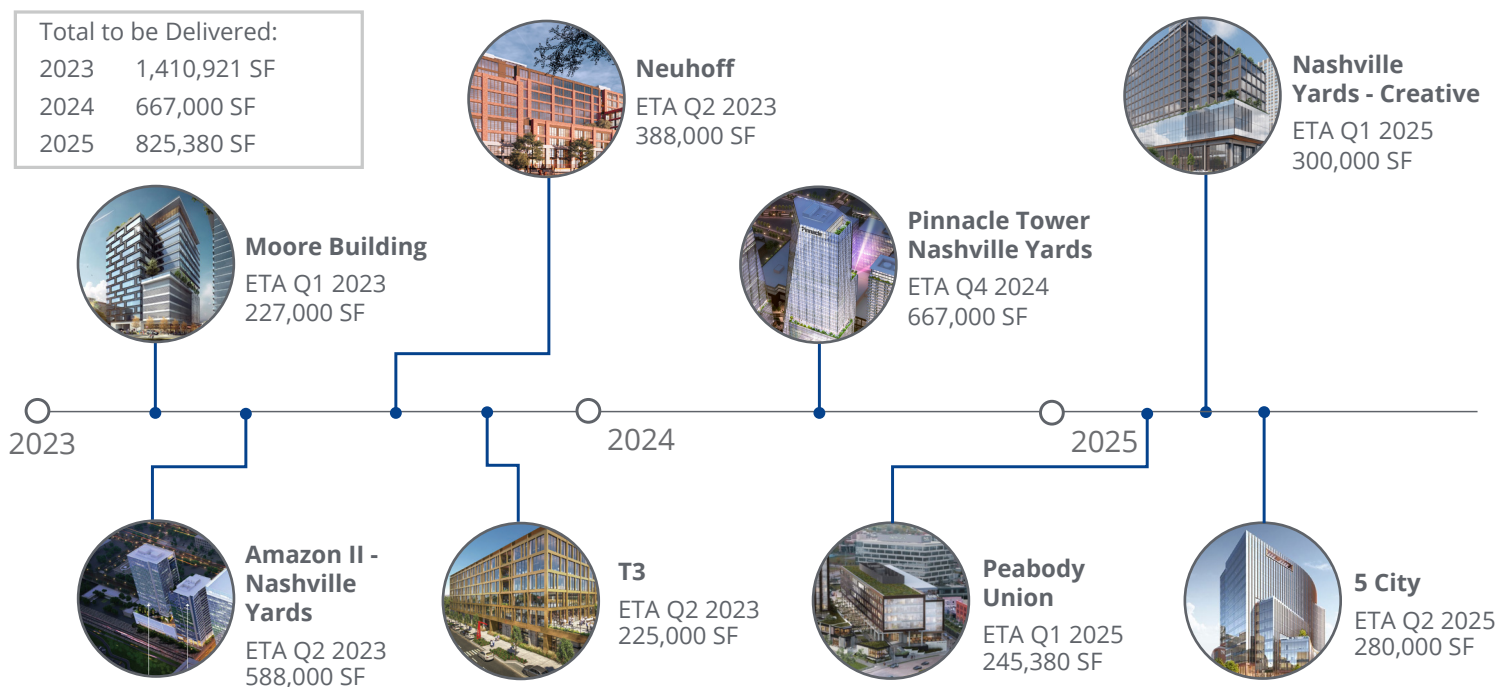 Total to be Delivered:
2023 1,410,921 SF
2024 667,000 SF
2025 825,380 SF
Neuhoff
ETA Q2 2023
388,000 SF
Nashville
Yards - Creative
ETA Q1 2025
300,000 SF
Moore Building
ETA Q1 2023
227,000 SF
Pinnacle Tower
Nashville Yards
ETA Q4 2024
667,000 SF
Pinnacle
2023
2024
2025
Amazon II -
Nashville
Yards
ETA Q2 2023
588,000 SF
T3
ETA Q2 2023
225,000 SF
Peabody
Union
ETA Q1 2025
245,380 SF
5 City
ETA Q2 2025
280,000 SF